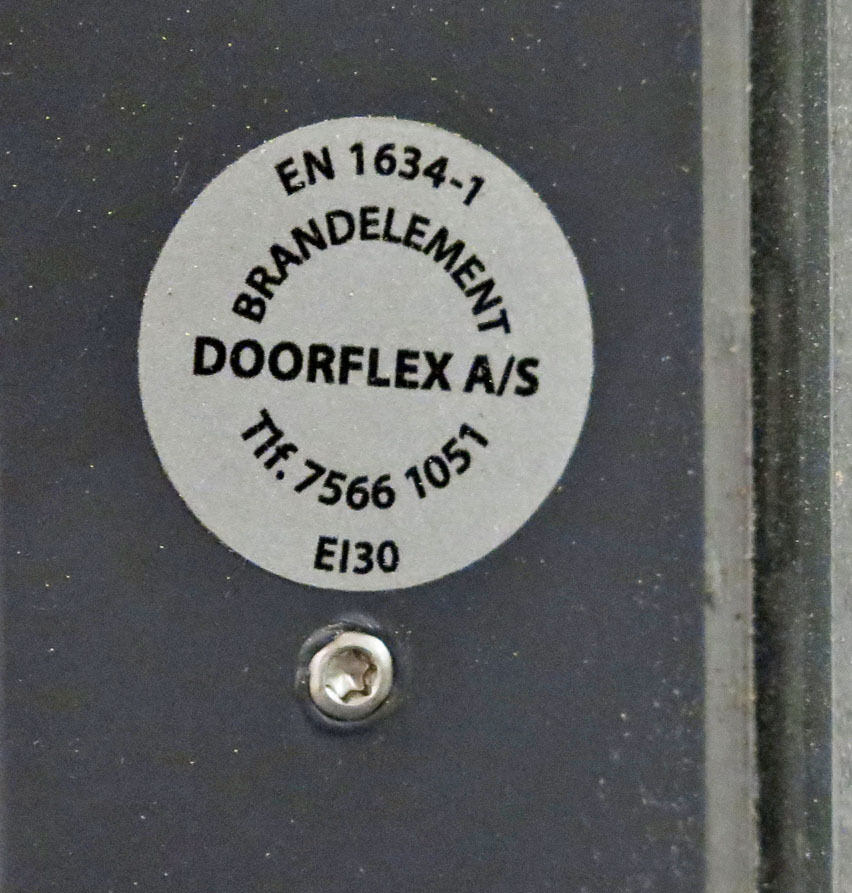 EN 1634-1
BRANDELEMENT
DOORFLEX A/S
Tlf. 7566 1051
EI30